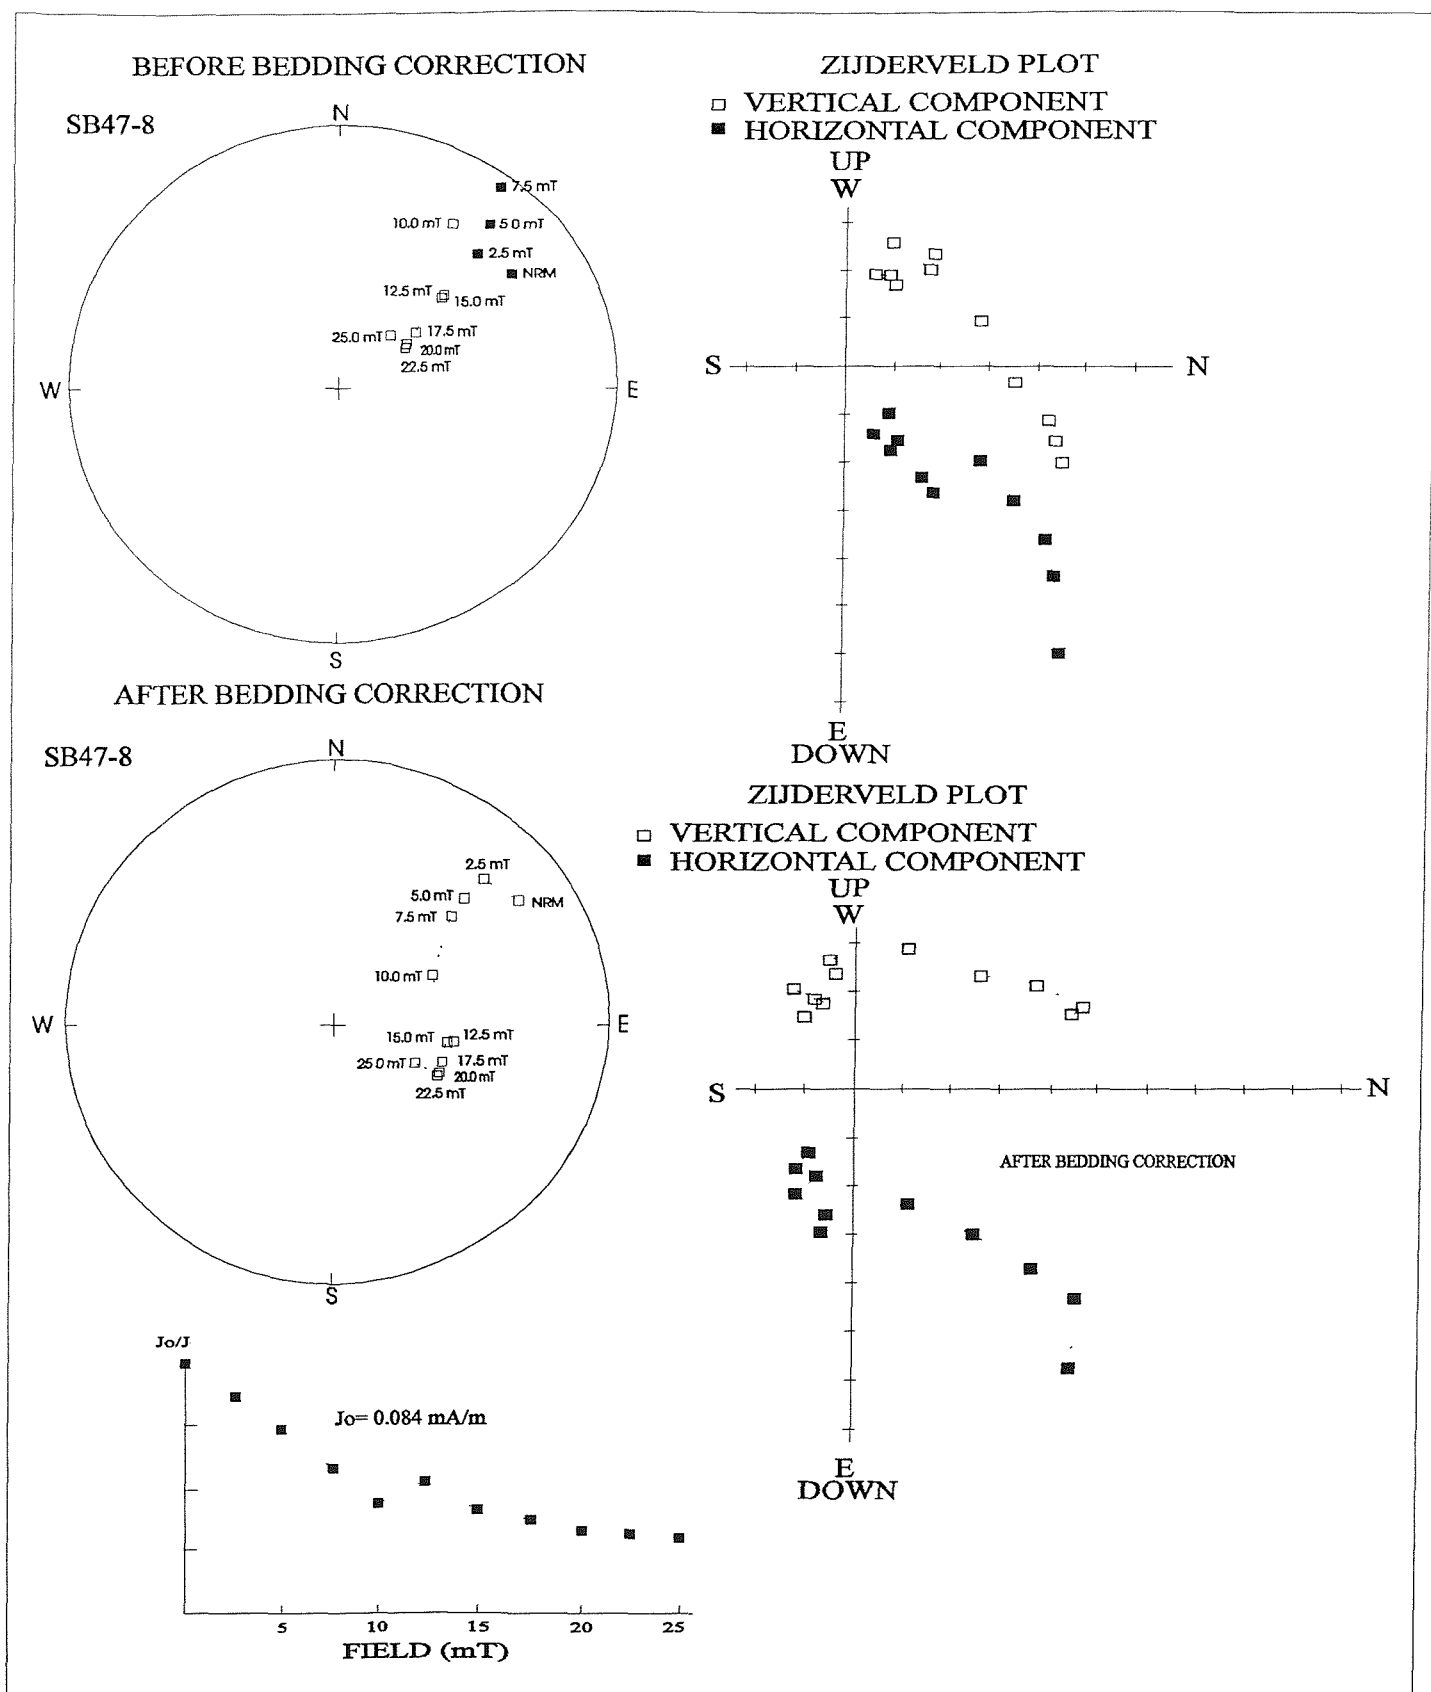 BEFORE BEDDING CORRECTION
SB47-8
N
7.5 mT
10.0 mT
5.0 mT
2.5 mT
NRM
12.5 mT
15.0 mT
25.0 mT
17.5 mT
20.0 mT
22.5 mT
W
E
S
ZIJDERVELD PLOT
VERTICAL COMPONENT
HORIZONTAL COMPONENT
UP
W
S
N
E
DOWN
AFTER BEDDING CORRECTION
SB47-8
N
2.5 mT
5.0 mT
NRM
7.5 mT
10.0 mT
W
E
15.0 mT
12.5 mT
25.0 mT
17.5 mT
20.0 mT
22.5 mT
S
ZIJDERVELD PLOT
VERTICAL COMPONENT
HORIZONTAL COMPONENT
UP
W
S
N
AFTER BEDDING CORRECTION
E
DOWN
Jo/J
Jo= 0.084 mA/m
5
10
15
20
25
FIELD (mT)